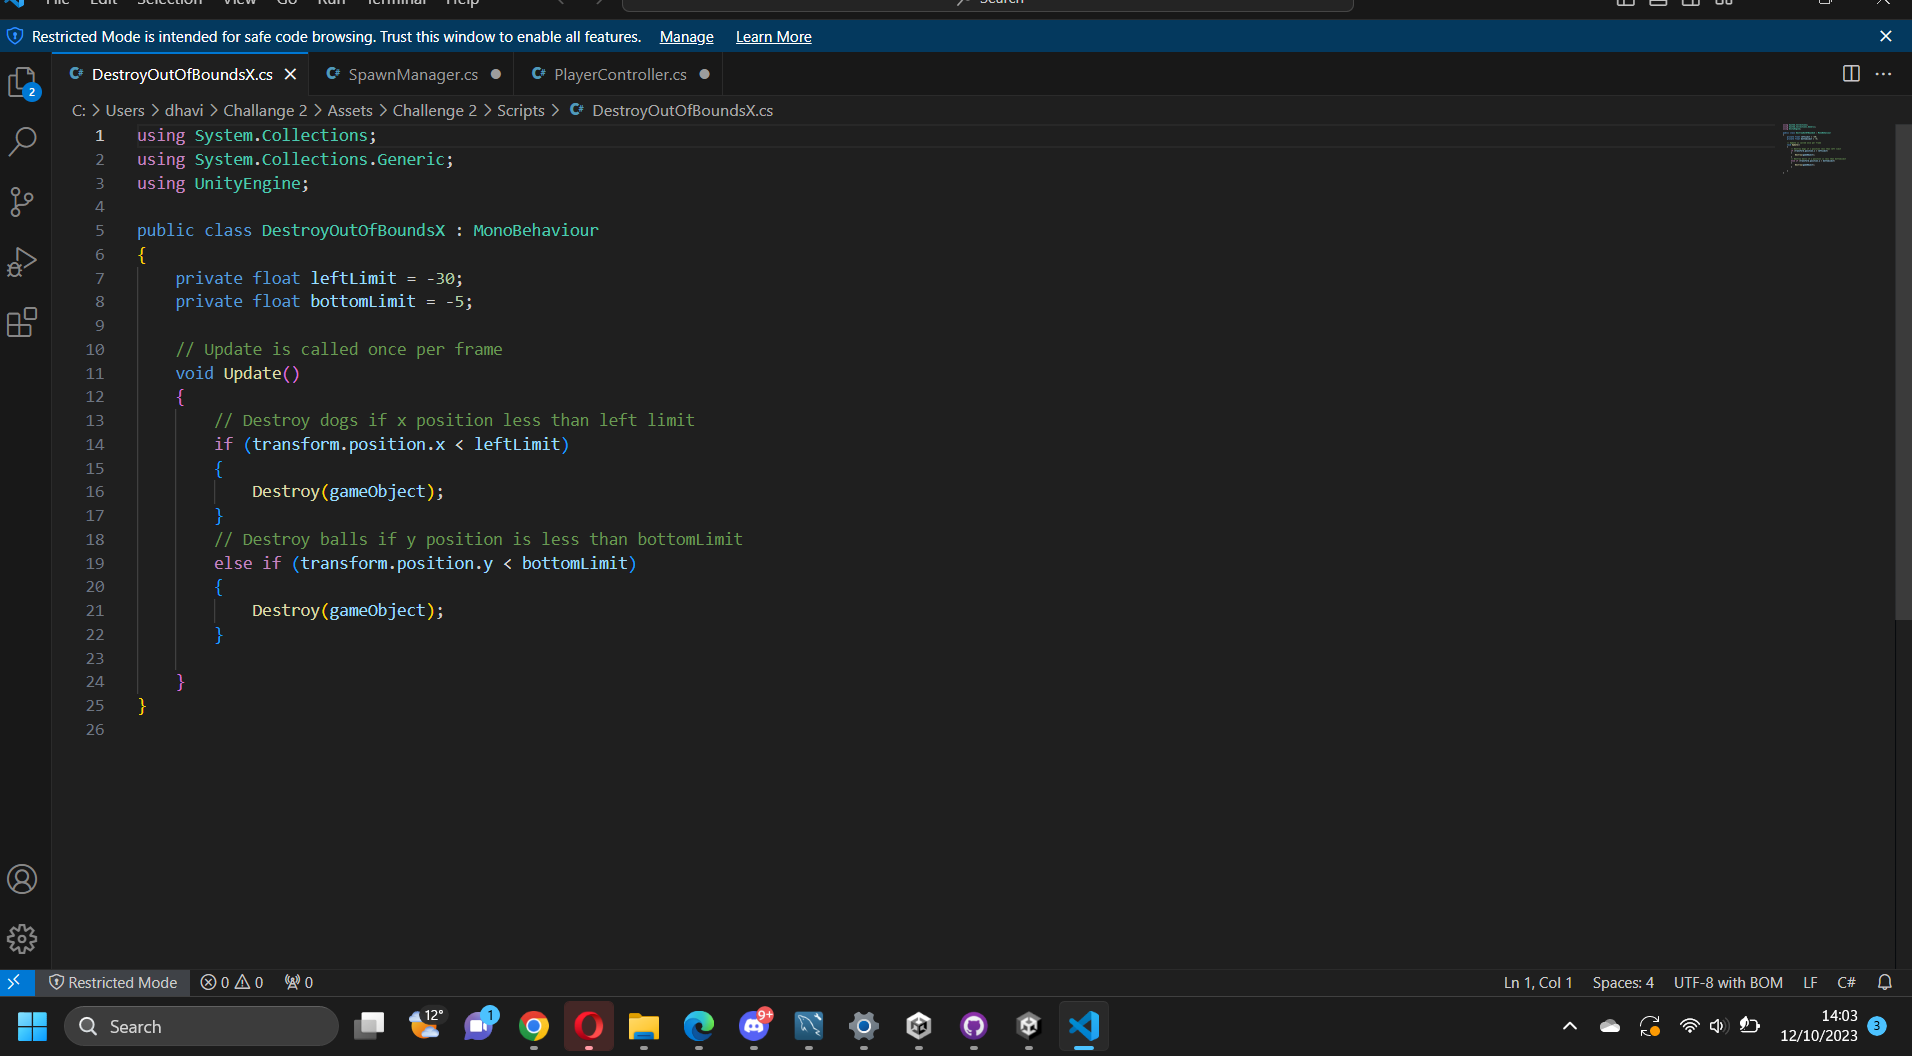 File Edit Selection View Go Run Terminal Help Search
Restricted Mode is intended for safe code browsing. Trust this window to enable all features. Manage Learn More
DestroyOutOfBoundsX.cs SpawnManager.cs PlayerController.cs
2
C: > Users > dhavi > Challange 2 > Assets > Challenge 2 > Scripts > DestroyOutOfBoundsX.cs
1 using System.Collections;
2 using System.Collections.Generic;
3 using UnityEngine;
4
5 public class DestroyOutOfBoundsX : MonoBehaviour
6 {
7 private float leftLimit = -30;
8 private float bottomLimit = -5;
9
10 // Update is called once per frame
11 void Update()
12 {
13 // Destroy dogs if x position less than left limit
14 if (transform.position.x < leftLimit)
15 {
16 Destroy(gameObject);
17 }
18 // Destroy balls if y position is less than bottomLimit
19 else if (transform.position.y < bottomLimit)
20 {
21 Destroy(gameObject);
22 }
23
24 }
25 }
26
Restricted Mode 0 0 0 Ln 1, Col 1 Spaces: 4 UTF-8 with BOM LF C#
Search 12° 1 9+ 14:03
12/10/2023 3